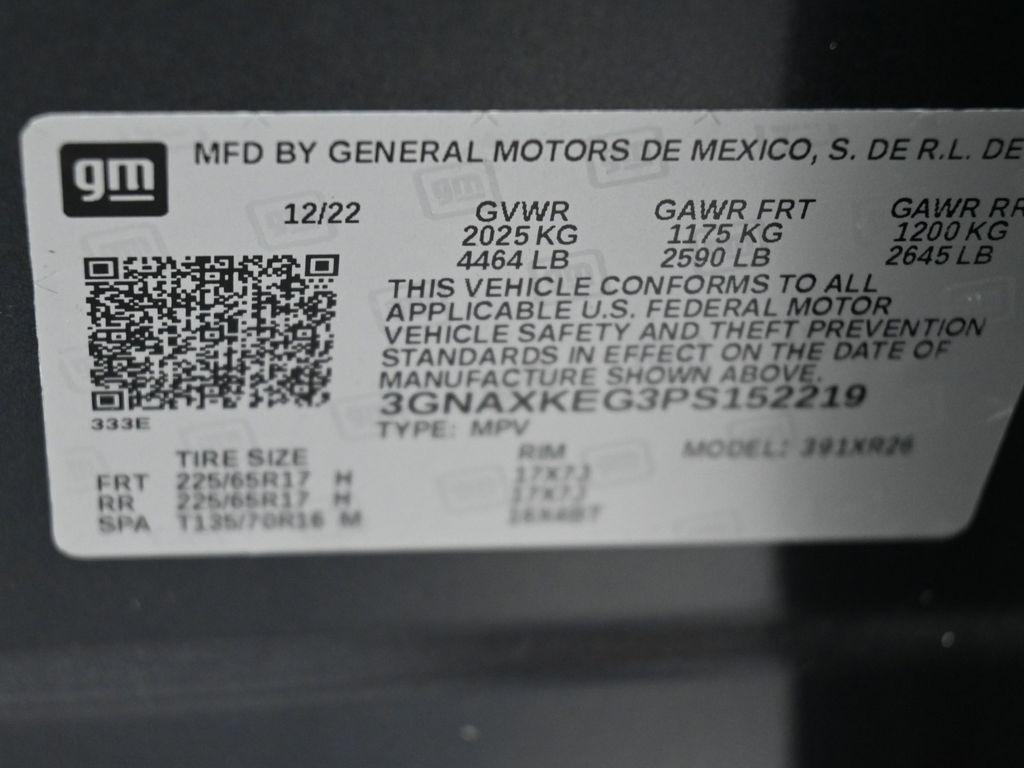 gm
MFD BY GENERAL MOTORS DE MEXICO, S. DE R.L. DE
12/22
GVWR GAWR FRT GAWR RR
2025 KG 1175 KG 1200 KG
4464 LB 2590 LB 2645 LB
THIS VEHICLE CONFORMS TO ALL
APPLICABLE U.S. FEDERAL MOTOR
VEHICLE SAFETY AND THEFT PREVENTION
STANDARDS IN EFFECT ON THE DATE OF
MANUFACTURE SHOWN ABOVE.
3GNAXKEG3PS152219
333E
TYPE: MPV
TIRE SIZE RIM MODEL: 391XR26
FRT 225/65R17 H 17X7J
RR 225/65R17 H 17X7J
SPA T135/70R16 M 16X4BT